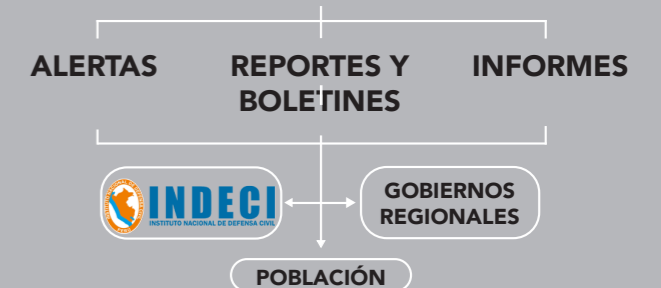 ALERTAS
REPORTES Y
BOLETINES
INFORMES
INDECI
INSTITUTO NACIONAL DE DEFENSA CIVIL
GOBIERNOS
REGIONALES
POBLACIÓN